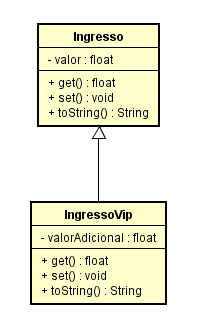 Ingresso
- valor : float
+ get() : float
+ set() : void
+ toString() : String
IngressoVip
- valorAdicional : float
+ get() : float
+ set() : void
+ toString() : String